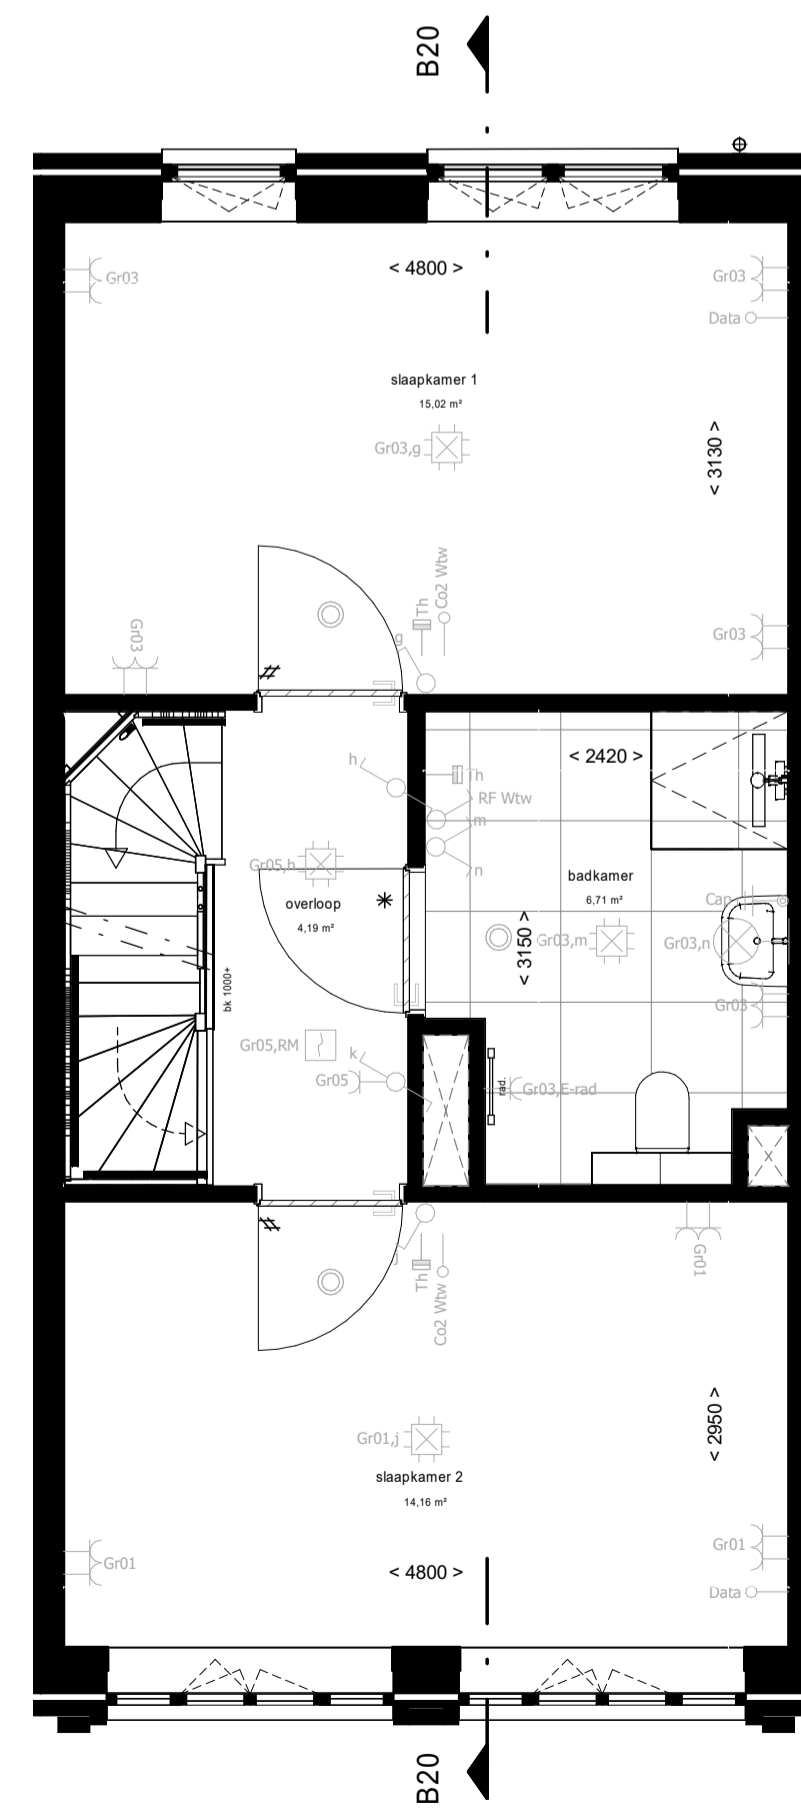 B20
< 4800 >
Gr03
Gr03
Data
slaapkamer 1
15,02 m²
Gr03,g
< 3130 >
Co2 Wtw
Th
g
Gr03
Gr03
< 2420 >
h
Th
RF Wtw
m
n
Gr05,h
badkamer
6,71 m²
Cap
overloop
4,19 m²
Gr03,m
Gr03,n
< 3150 >
bk 1000+
Gr03
Gr05,RM
k
Gr05
rad.
Gr03,E-rad
j
Th
Co2 Wtw
Gr01
< 2950 >
Gr01,j
slaapkamer 2
14,16 m²
Gr01
Gr01
< 4800 >
Data
B20